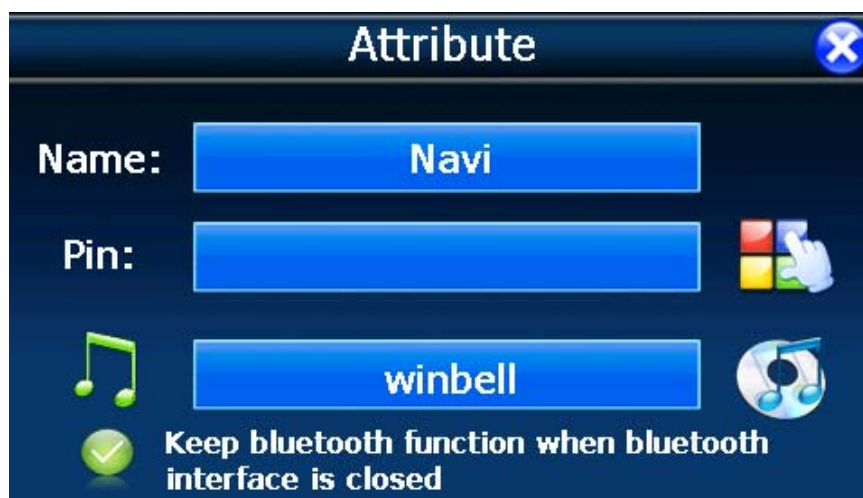 Attribute
Name: Navi
Pin:
winbell
Keep bluetooth function when bluetooth
interface is closed